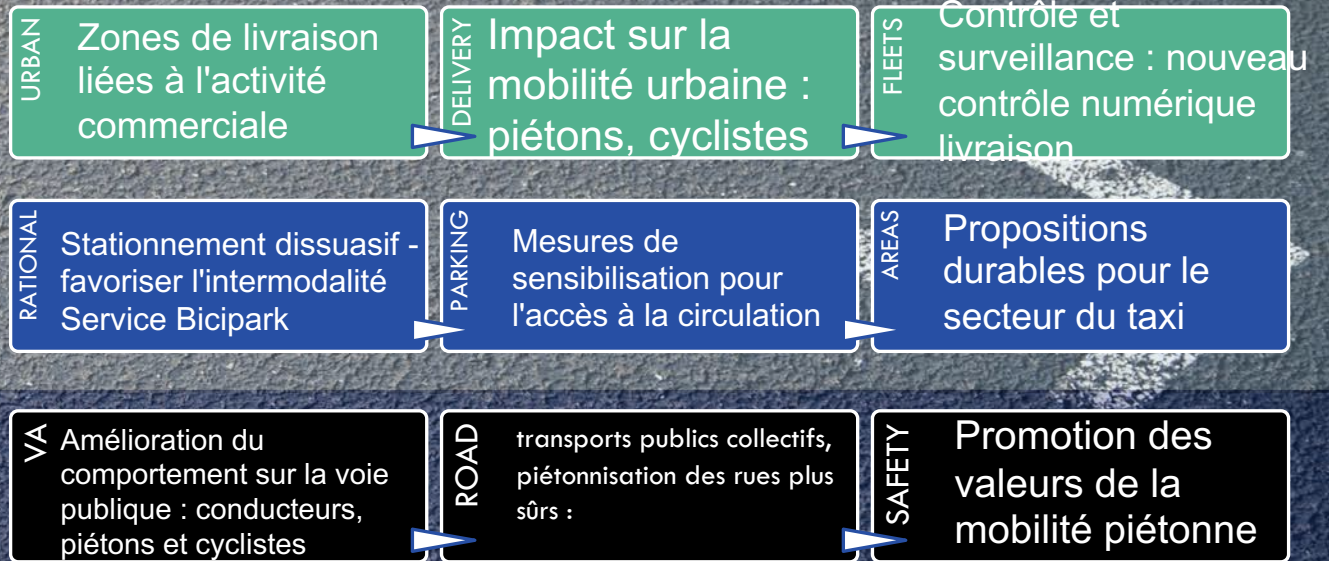 URBAN
Zones de livraison
liées à l'activité
commerciale
DELIVERY
Impact sur la
mobilité urbaine :
piétons, cyclistes
FLEETS
Contrôle et
surveillance : nouveau
contrôle numérique
livraison
RATIONAL
Stationnement dissuasif -
favoriser l'intermodalité
Service Bicipark
PARKING
Mesures de
sensibilisation pour
l'accès à la circulation
AREAS
Propositions
durables pour le
secteur du taxi
VA
Amélioration du
comportement sur la voie
publique : conducteurs,
piétons et cyclistes
ROAD
transports publics collectifs,
piétonnisation des rues plus
sûrs :
SAFETY
Promotion des
valeurs de la
mobilité piétonne